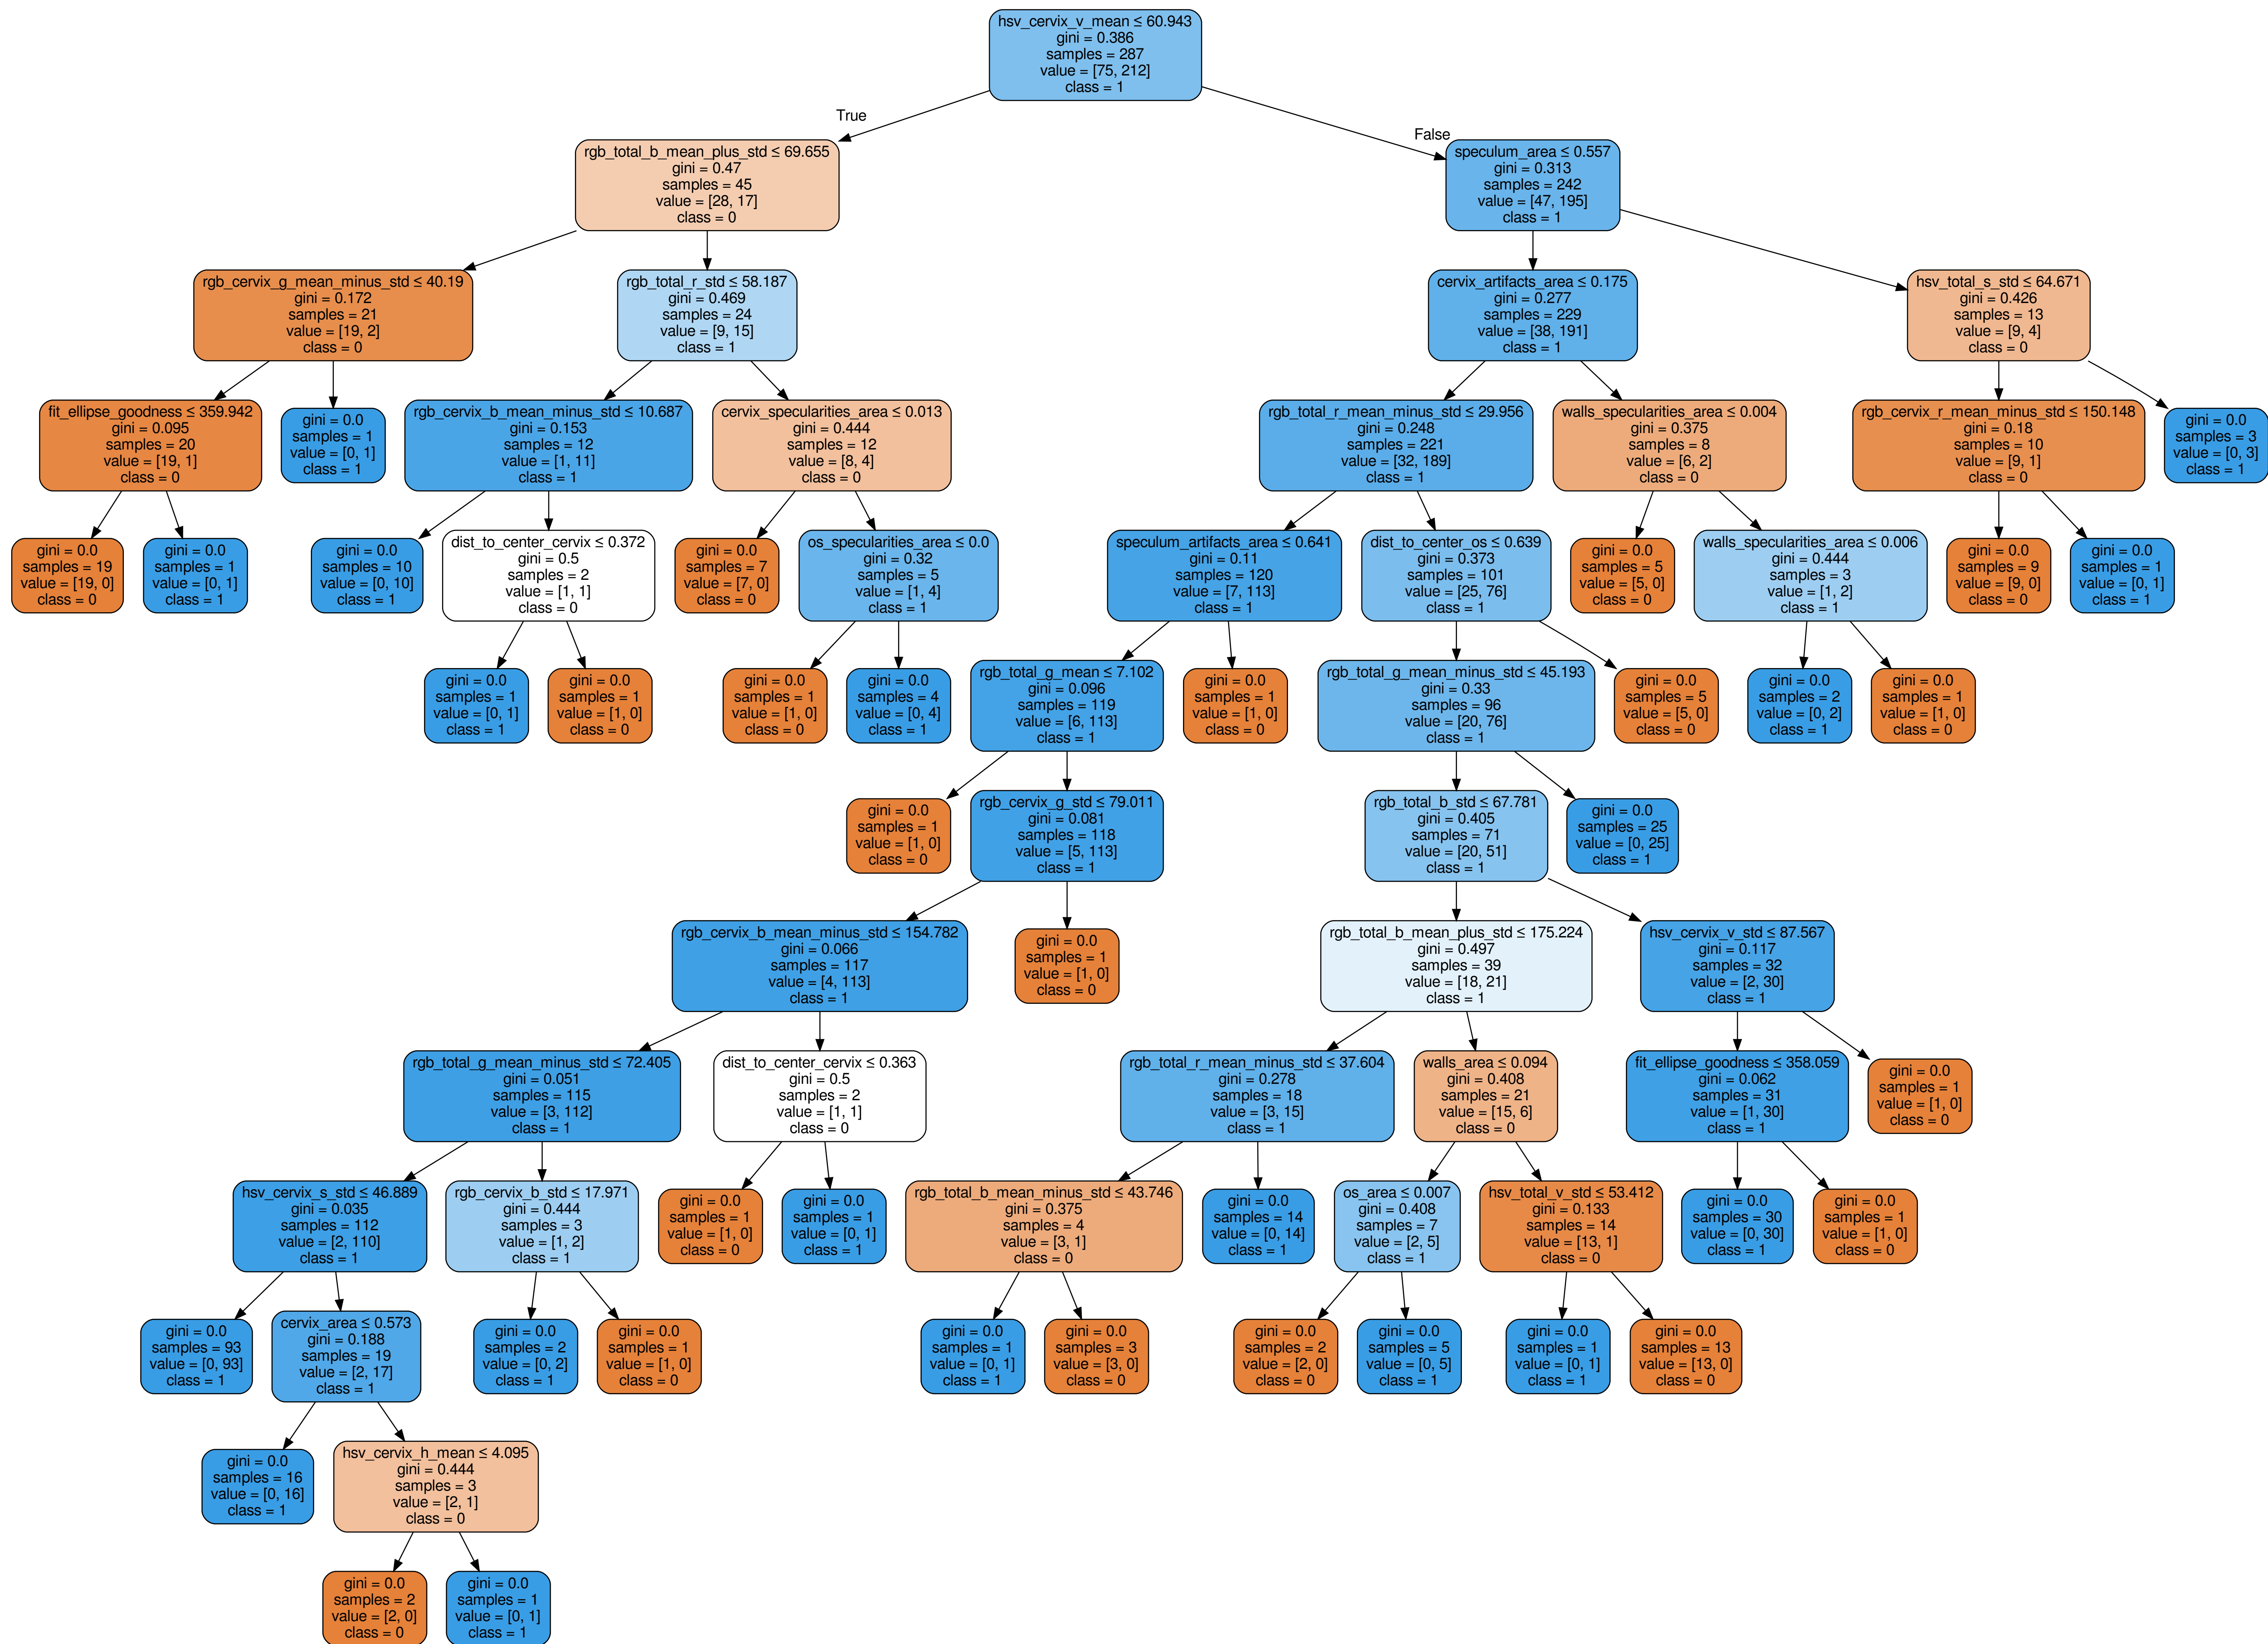 hsv_cervix_v_mean ≤ 60.943
gini = 0.386
samples = 287
value = [75, 212]
class = 1
True
False
rgb_total_b_mean_plus_std ≤ 69.655
gini = 0.47
samples = 45
value = [28, 17]
class = 0
speculum_area ≤ 0.557
gini = 0.313
samples = 242
value = [47, 195]
class = 1
rgb_cervix_g_mean_minus_std ≤ 40.19
gini = 0.172
samples = 21
value = [19, 2]
class = 0
rgb_total_r_std ≤ 58.187
gini = 0.469
samples = 24
value = [9, 15]
class = 1
cervix_artifacts_area ≤ 0.175
gini = 0.277
samples = 229
value = [38, 191]
class = 1
hsv_total_s_std ≤ 64.671
gini = 0.426
samples = 13
value = [9, 4]
class = 0
fit_ellipse_goodness ≤ 359.942
gini = 0.095
samples = 20
value = [19, 1]
class = 0
gini = 0.0
samples = 1
value = [0, 1]
class = 1
rgb_cervix_b_mean_minus_std ≤ 10.687
gini = 0.153
samples = 12
value = [1, 11]
class = 1
cervix_specularities_area ≤ 0.013
gini = 0.444
samples = 12
value = [8, 4]
class = 0
rgb_total_r_mean_minus_std ≤ 29.956
gini = 0.248
samples = 221
value = [32, 189]
class = 1
walls_specularities_area ≤ 0.004
gini = 0.375
samples = 8
value = [6, 2]
class = 0
rgb_cervix_r_mean_minus_std ≤ 150.148
gini = 0.18
samples = 10
value = [9, 1]
class = 0
gini = 0.0
samples = 3
value = [0, 3]
class = 1
gini = 0.0
samples = 19
value = [19, 0]
class = 0
gini = 0.0
samples = 1
value = [0, 1]
class = 1
gini = 0.0
samples = 10
value = [0, 10]
class = 1
dist_to_center_cervix ≤ 0.372
gini = 0.5
samples = 2
value = [1, 1]
class = 0
gini = 0.0
samples = 7
value = [7, 0]
class = 0
os_specularities_area ≤ 0.0
gini = 0.32
samples = 5
value = [1, 4]
class = 1
speculum_artifacts_area ≤ 0.641
gini = 0.11
samples = 120
value = [7, 113]
class = 1
dist_to_center_os ≤ 0.639
gini = 0.373
samples = 101
value = [25, 76]
class = 1
gini = 0.0
samples = 5
value = [5, 0]
class = 0
walls_specularities_area ≤ 0.006
gini = 0.444
samples = 3
value = [1, 2]
class = 1
gini = 0.0
samples = 9
value = [9, 0]
class = 0
gini = 0.0
samples = 1
value = [0, 1]
class = 1
gini = 0.0
samples = 1
value = [0, 1]
class = 1
gini = 0.0
samples = 1
value = [1, 0]
class = 0
gini = 0.0
samples = 1
value = [1, 0]
class = 0
gini = 0.0
samples = 4
value = [0, 4]
class = 1
rgb_total_g_mean ≤ 7.102
gini = 0.096
samples = 119
value = [6, 113]
class = 1
gini = 0.0
samples = 1
value = [1, 0]
class = 0
rgb_total_g_mean_minus_std ≤ 45.193
gini = 0.33
samples = 96
value = [20, 76]
class = 1
gini = 0.0
samples = 5
value = [5, 0]
class = 0
gini = 0.0
samples = 2
value = [0, 2]
class = 1
gini = 0.0
samples = 1
value = [1, 0]
class = 0
gini = 0.0
samples = 1
value = [1, 0]
class = 0
rgb_cervix_g_std ≤ 79.011
gini = 0.081
samples = 118
value = [5, 113]
class = 1
rgb_total_b_std ≤ 67.781
gini = 0.405
samples = 71
value = [20, 51]
class = 1
gini = 0.0
samples = 25
value = [0, 25]
class = 1
rgb_cervix_b_mean_minus_std ≤ 154.782
gini = 0.066
samples = 117
value = [4, 113]
class = 1
gini = 0.0
samples = 1
value = [1, 0]
class = 0
rgb_total_b_mean_plus_std ≤ 175.224
gini = 0.497
samples = 39
value = [18, 21]
class = 1
hsv_cervix_v_std ≤ 87.567
gini = 0.117
samples = 32
value = [2, 30]
class = 1
rgb_total_g_mean_minus_std ≤ 72.405
gini = 0.051
samples = 115
value = [3, 112]
class = 1
dist_to_center_cervix ≤ 0.363
gini = 0.5
samples = 2
value = [1, 1]
class = 0
rgb_total_r_mean_minus_std ≤ 37.604
gini = 0.278
samples = 18
value = [3, 15]
class = 1
walls_area ≤ 0.094
gini = 0.408
samples = 21
value = [15, 6]
class = 0
fit_ellipse_goodness ≤ 358.059
gini = 0.062
samples = 31
value = [1, 30]
class = 1
gini = 0.0
samples = 1
value = [1, 0]
class = 0
hsv_cervix_s_std ≤ 46.889
gini = 0.035
samples = 112
value = [2, 110]
class = 1
rgb_cervix_b_std ≤ 17.971
gini = 0.444
samples = 3
value = [1, 2]
class = 1
gini = 0.0
samples = 1
value = [1, 0]
class = 0
gini = 0.0
samples = 1
value = [0, 1]
class = 1
rgb_total_b_mean_minus_std ≤ 43.746
gini = 0.375
samples = 4
value = [3, 1]
class = 0
gini = 0.0
samples = 14
value = [0, 14]
class = 1
os_area ≤ 0.007
gini = 0.408
samples = 7
value = [2, 5]
class = 1
hsv_total_v_std ≤ 53.412
gini = 0.133
samples = 14
value = [13, 1]
class = 0
gini = 0.0
samples = 30
value = [0, 30]
class = 1
gini = 0.0
samples = 1
value = [1, 0]
class = 0
gini = 0.0
samples = 93
value = [0, 93]
class = 1
cervix_area ≤ 0.573
gini = 0.188
samples = 19
value = [2, 17]
class = 1
gini = 0.0
samples = 2
value = [0, 2]
class = 1
gini = 0.0
samples = 1
value = [1, 0]
class = 0
gini = 0.0
samples = 1
value = [0, 1]
class = 1
gini = 0.0
samples = 3
value = [3, 0]
class = 0
gini = 0.0
samples = 2
value = [2, 0]
class = 0
gini = 0.0
samples = 5
value = [0, 5]
class = 1
gini = 0.0
samples = 1
value = [0, 1]
class = 1
gini = 0.0
samples = 13
value = [13, 0]
class = 0
gini = 0.0
samples = 16
value = [0, 16]
class = 1
hsv_cervix_h_mean ≤ 4.095
gini = 0.444
samples = 3
value = [2, 1]
class = 0
gini = 0.0
samples = 2
value = [2, 0]
class = 0
gini = 0.0
samples = 1
value = [0, 1]
class = 1